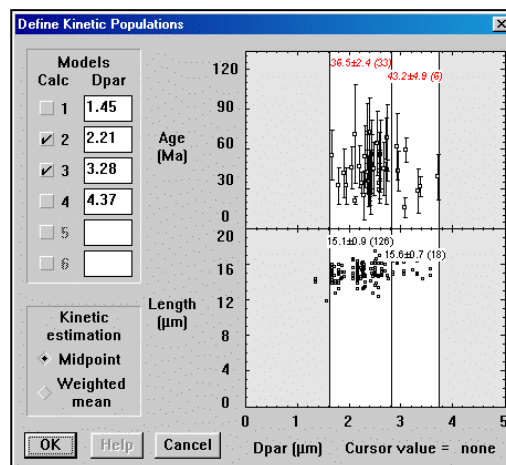 Define Kinetic Populations
Models
Calc Dpar
1 1.45
2 2.21
3 3.28
4 4.37
5
6
Kinetic
estimation
Midpoint
Weighted
mean
OK Help Cancel
36.5±2.4 (33)
43.2±4.9 (6)
120
90
Age
(Ma)
60
30
0
15.1±0.9 (126)
15.6±0.7 (18)
20
16
12
Length
(µm)
8
4
0
0 1 2 3 4 5
Dpar (µm) Cursor value = none